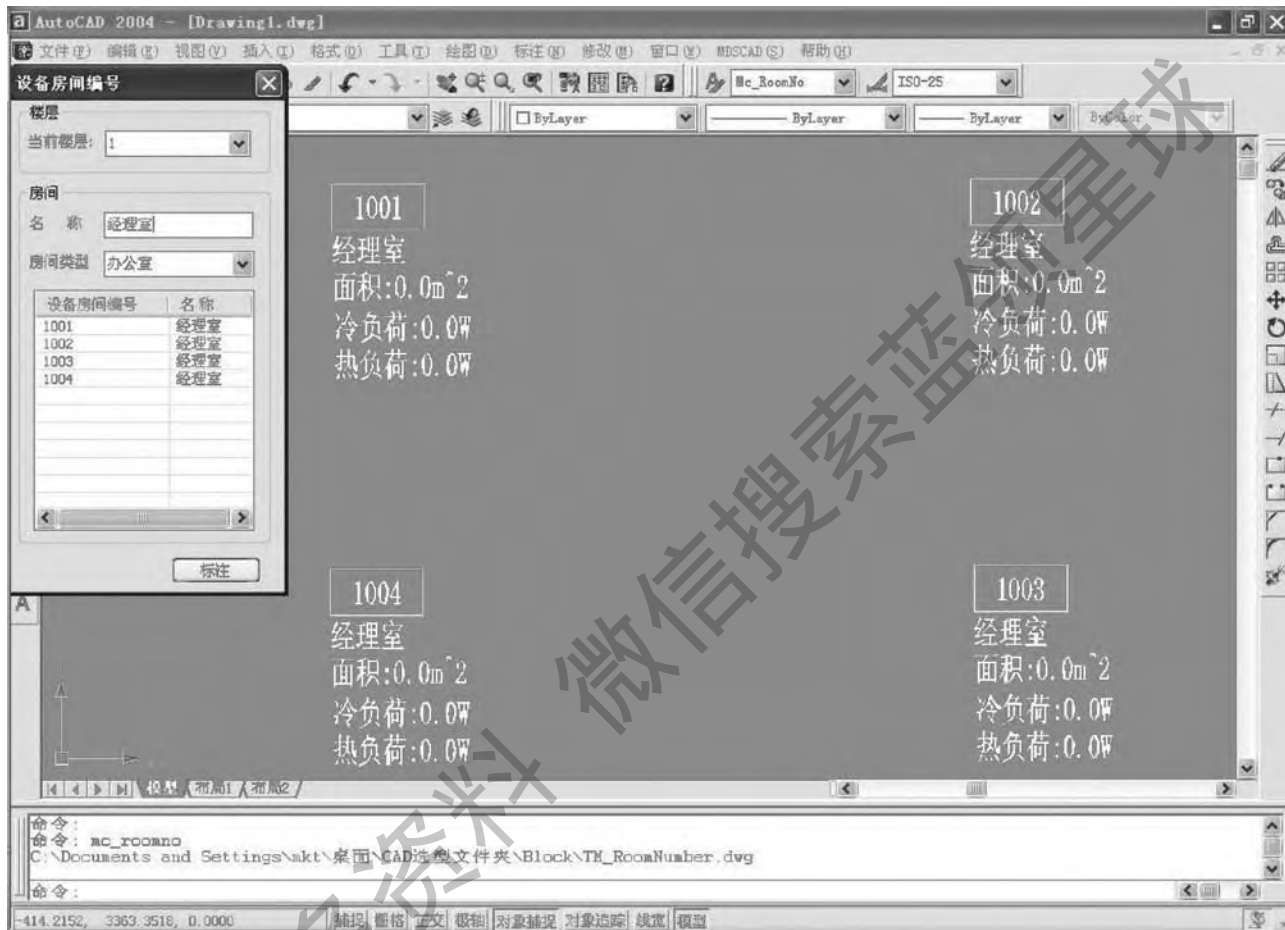 AutoCAD 2004 - [Drawing1.dwg]
文件(F) 编辑(E) 视图(V) 插入(I) 格式(O) 工具(T) 绘图(D) 标注(N) 修改(M) 窗口(W) MDSCAD(S) 帮助(H)
设备房间编号
Mc_RoomNo
ISO-25
ByLayer
ByLayer
ByLayer
ByColor
楼层
当前楼层: 1
房间
名 称 经理室
房间类型 办公室
设备房间编号 名称
1001 经理室
1002 经理室
1003 经理室
1004 经理室
标注
1001
经理室
面积:0.0m^2
冷负荷:0.0W
热负荷:0.0W
1002
经理室
面积:0.0m^2
冷负荷:0.0W
热负荷:0.0W
1004
经理室
面积:0.0m^2
冷负荷:0.0W
热负荷:0.0W
1003
经理室
面积:0.0m^2
冷负荷:0.0W
热负荷:0.0W
A
模型 布局1 布局2
命令:
命令: mc_roomno
C:\Documents and Settings\mkt\桌面\CAD选型文件夹\Block\TM_RoomNumber.dwg
命令:
-414.2152, 3363.3518, 0.0000
捕捉 栅格 正交 极轴 对象捕捉 对象追踪 线宽 模型
资料 微信搜索蓝领星球